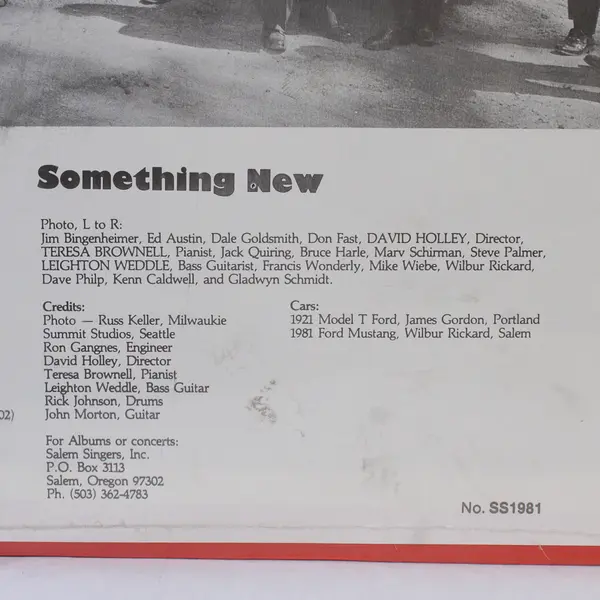 Something New
Photo, L to R:
Jim Bingenheimer, Ed Austin, Dale Goldsmith, Don Fast, DAVID HOLLEY, Director,
TERESA BROWNELL, Pianist, Jack Quiring, Bruce Harle, Marv Schirman, Steve Palmer,
LEIGHTON WEDDLE, Bass Guitarist, Francis Wonderly, Mike Wiebe, Wilbur Rickard,
Dave Philp, Kenn Caldwell, and Gladwyn Schmidt.
Credits:
Photo — Russ Keller, Milwaukie
Summit Studios, Seattle
Ron Gangnes, Engineer
David Holley, Director
Teresa Brownell, Pianist
Leighton Weddle, Bass Guitar
Rick Johnson, Drums
John Morton, Guitar
Cars:
1921 Model T Ford, James Gordon, Portland
1981 Ford Mustang, Wilbur Rickard, Salem
02)
For Albums or concerts:
Salem Singers, Inc.
P.O. Box 3113
Salem, Oregon 97302
Ph. (503) 362-4783
No. SS1981